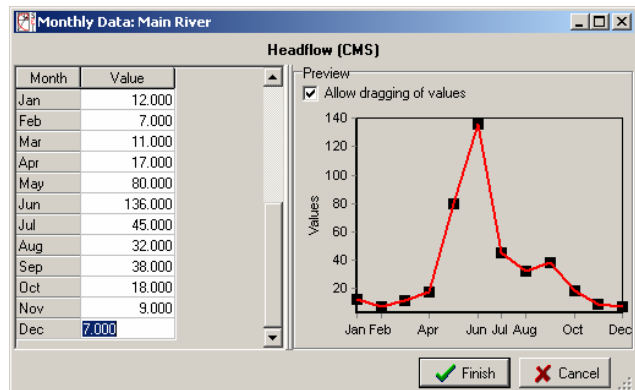 Monthly Data: Main River
Headflow (CMS)
Month Value
Jan 12.000
Feb 7.000
Mar 11.000
Apr 17.000
May 80.000
Jun 136.000
Jul 45.000
Aug 32.000
Sep 38.000
Oct 18.000
Nov 9.000
Dec 7.000
Preview
Allow dragging of values
140
120
100
80
60
40
20
Values
Jan Feb Apr Jun Jul Aug Oct Dec
Finish Cancel